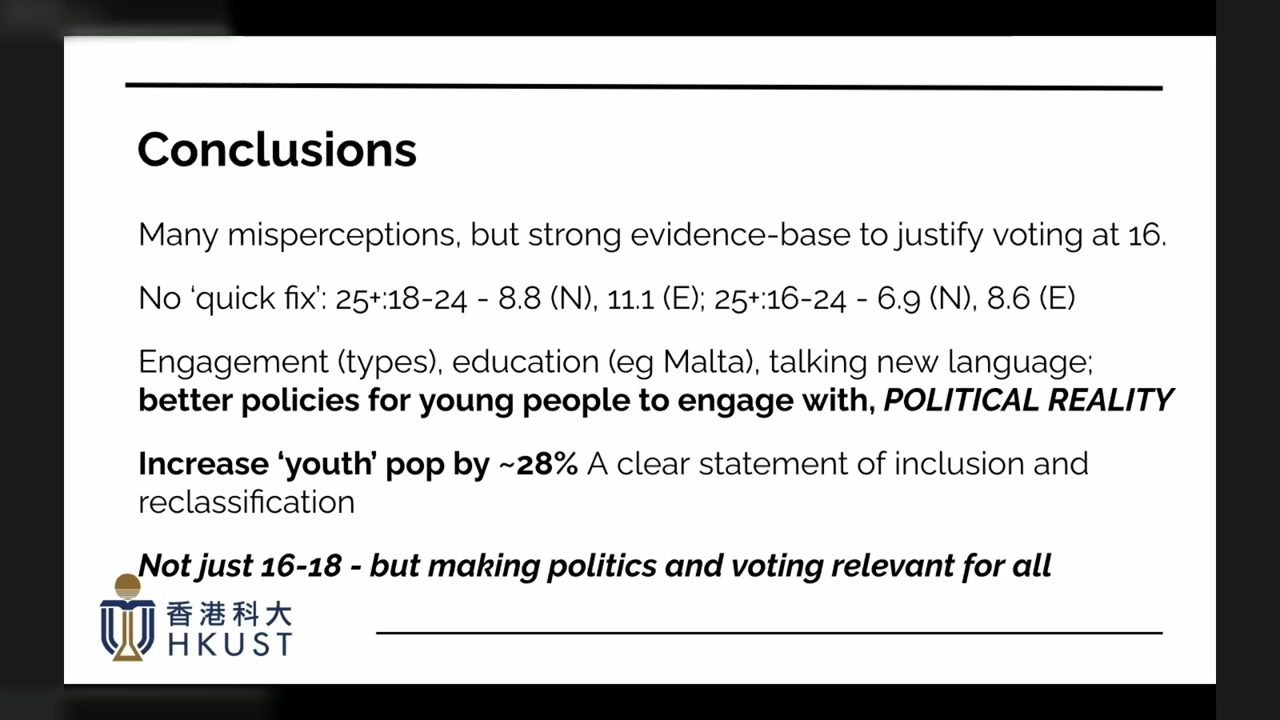 Conclusions
Many misperceptions, but strong evidence-base to justify voting at 16.
No ‘quick fix’: 25+:18-24 - 8.8 (N), 11.1 (E); 25+:16-24 - 6.9 (N), 8.6 (E)
Engagement (types), education (eg Malta), talking new language;
better policies for young people to engage with, POLITICAL REALITY
Increase ‘youth’ pop by ~28% A clear statement of inclusion and
reclassification
Not just 16-18 - but making politics and voting relevant for all
香港科大
HKUST